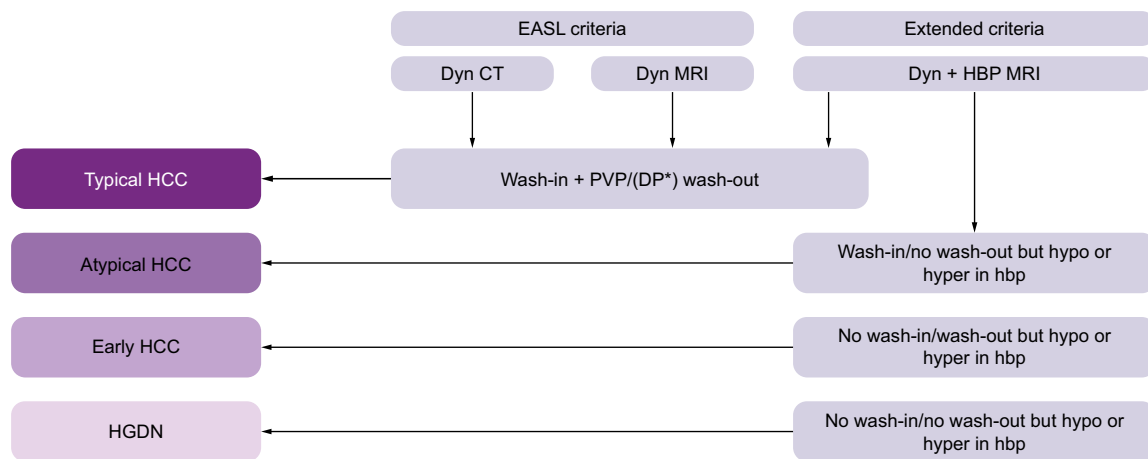 EASL criteria
Extended criteria
Dyn CT
Dyn MRI
Dyn + HBP MRI
Typical HCC
Wash-in + PVP/(DP*) wash-out
Atypical HCC
Wash-in/no wash-out but hypo or
hyper in hbp
Early HCC
No wash-in/wash-out but hypo or
hyper in hbp
HGDN
No wash-in/no wash-out but hypo or
hyper in hbp